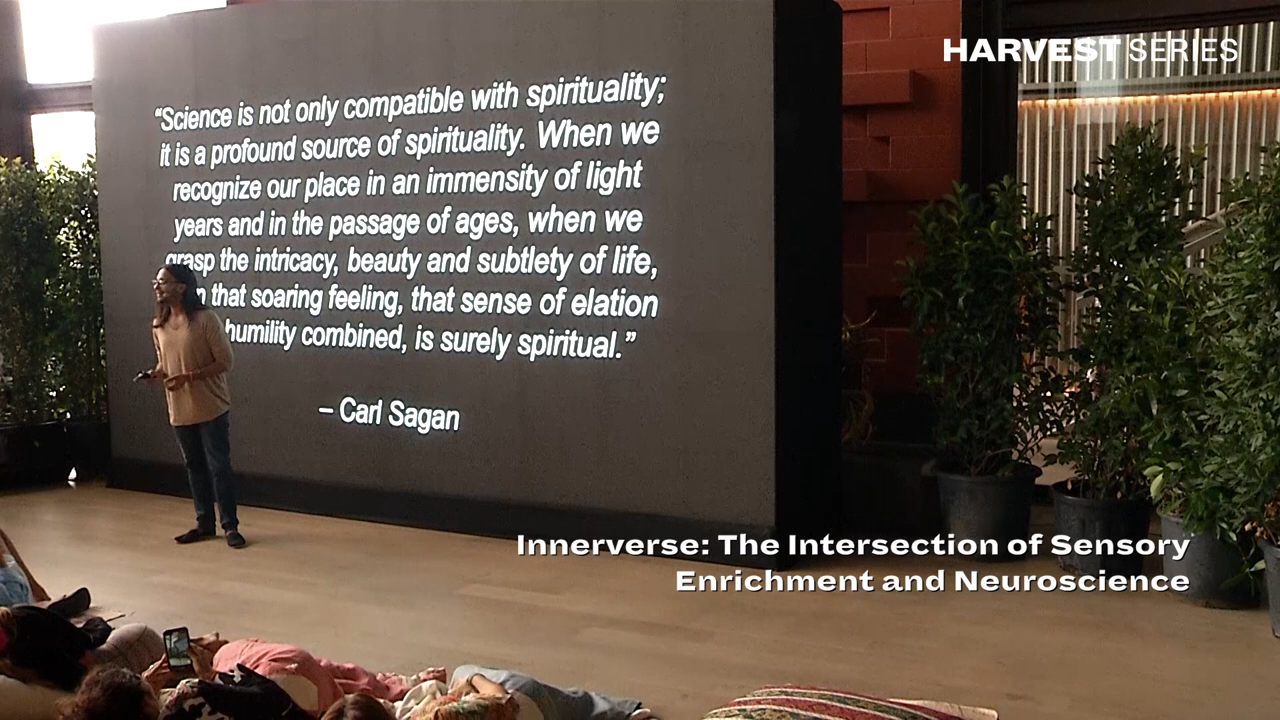 HARVEST SERIES
“Science is not only compatible with spirituality;
it is a profound source of spirituality. When we
recognize our place in an immensity of light
years and in the passage of ages, when we
grasp the intricacy, beauty and subtlety of life,
that soaring feeling, that sense of elation
humility combined, is surely spiritual.”
– Carl Sagan
Innerverse: The Intersection of Sensory
Enrichment and Neuroscience